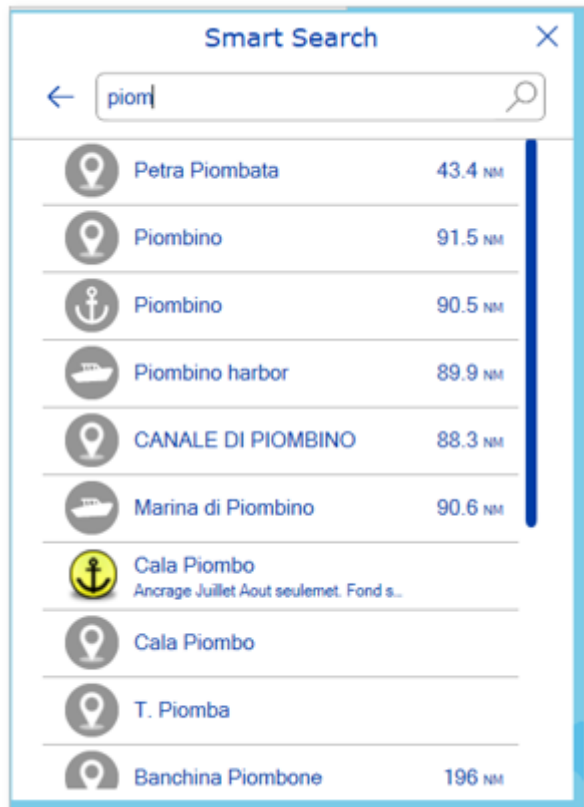 Smart Search
piom
Petra Piombata 43.4 NM
Piombino 91.5 NM
Piombino 90.5 NM
Piombino harbor 89.9 NM
CANALE DI PIOMBINO 88.3 NM
Marina di Piombino 90.6 NM
Cala Piombo
Ancrage Juillet Aout seulemet. Fond s...
Cala Piombo
T. Piomba
Banchina Piombone 196 NM